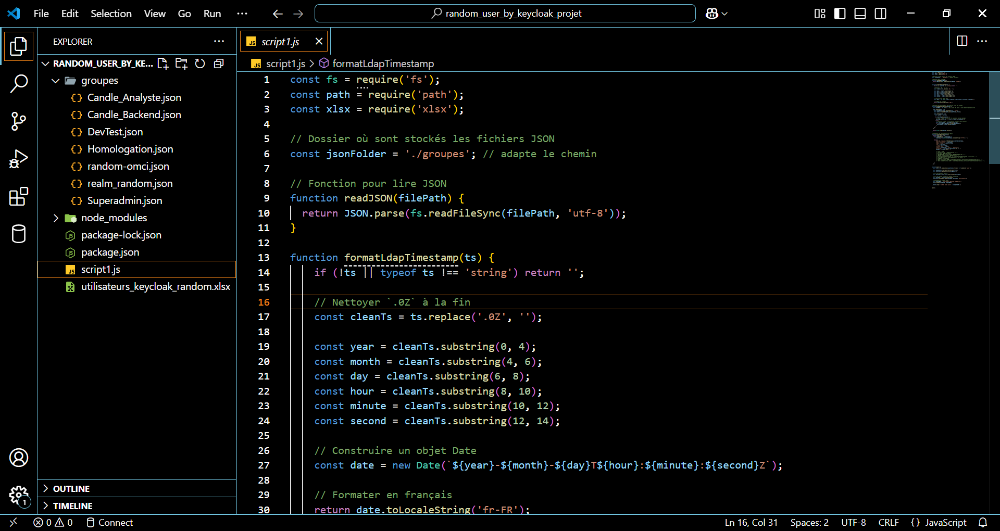 File Edit Selection View Go Run ···
random_user_by_keycloak_projet
EXPLORER
RANDOM_USER_BY_KE...
groupes
Candle_Analyste.json
Candle_Backend.json
DevTest.json
Homologation.json
random-omci.json
realm_random.json
Superadmin.json
node_modules
package-lock.json
package.json
script1.js
utilisateurs_keycloak_random.xlsx
OUTLINE
TIMELINE
script1.js
script1.js > formatLdapTimestamp
1 const fs = require('fs');
2 const path = require('path');
3 const xlsx = require('xlsx');
4
5 // Dossier où sont stockés les fichiers JSON
6 const jsonFolder = './groupes'; // adapte le chemin
7
8 // Fonction pour lire JSON
9 function readJSON(filePath) {
10   return JSON.parse(fs.readFileSync(filePath, 'utf-8'));
11 }
12
13 function formatLdapTimestamp(ts) {
14     if (!ts || typeof ts !== 'string') return '';
15
16     // Nettoyer `.0Z` à la fin
17     const cleanTs = ts.replace('.0Z', '');
18
19     const year = cleanTs.substring(0, 4);
20     const month = cleanTs.substring(4, 6);
21     const day = cleanTs.substring(6, 8);
22     const hour = cleanTs.substring(8, 10);
23     const minute = cleanTs.substring(10, 12);
24     const second = cleanTs.substring(12, 14);
25
26     // Construire un objet Date
27     const date = new Date(`${year}-${month}-${day}T${hour}:${minute}:${second}Z`);
28
29     // Formater en français
30     return date.toLocaleString('fr-FR');
1
0 0 Connect
Ln 16, Col 31 Spaces: 2 UTF-8 CRLF {} JavaScript